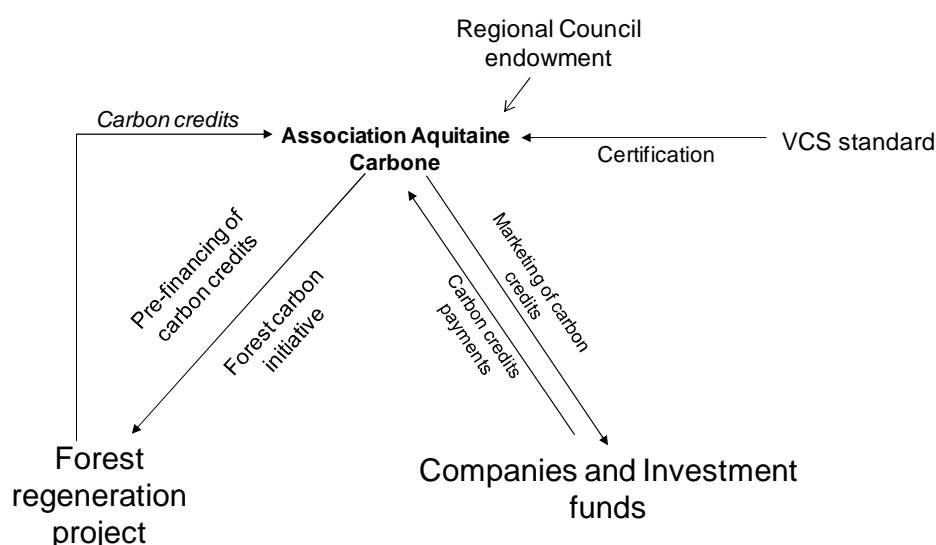 Regional Council
endowment
Carbon credits
Association Aquitaine
Carbone
Certification
VCS standard
Pre-financing of
carbon credits
Forest carbon
initiative
Marketing of carbon
credits
Carbon credits
payments
Forest
regeneration
project
Companies and Investment
funds